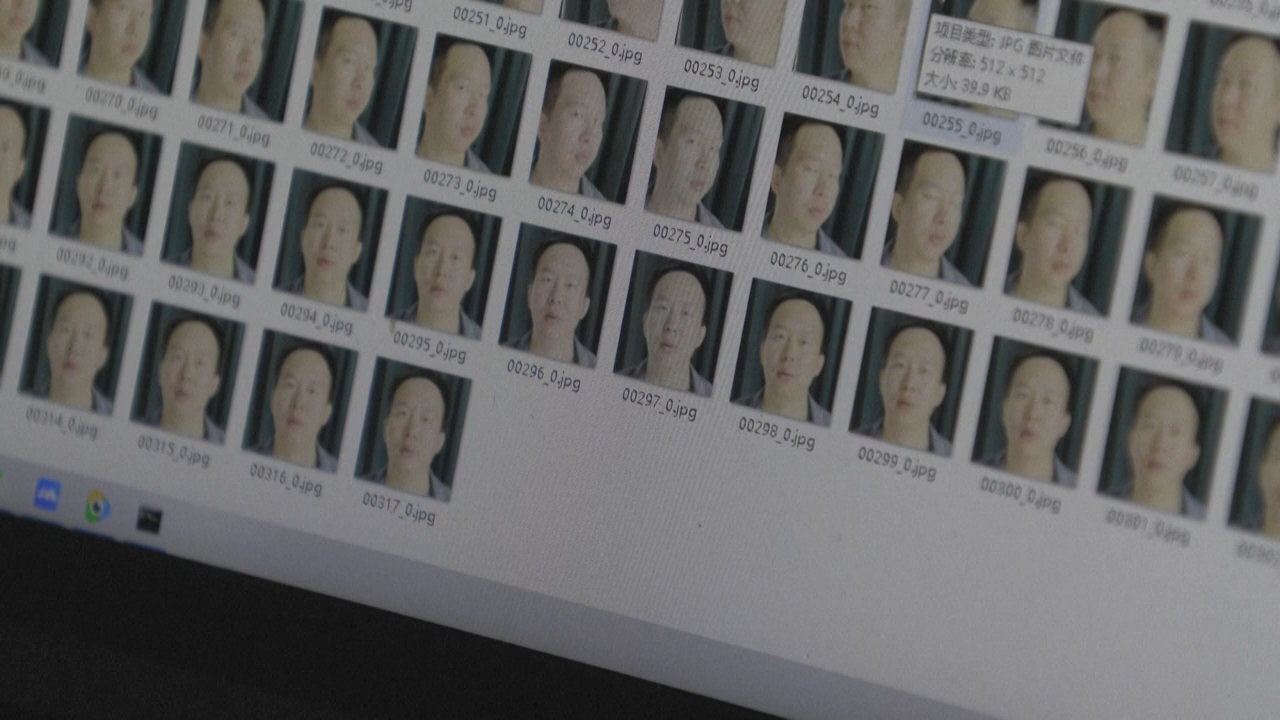 00251_0.jpg
00252_0.jpg
00253_0.jpg
00254_0.jpg
项目类型: JPG 图片文件
分辨率: 512 x 512
大小: 39.9 KB
00255_0.jpg
00256_0.jpg
00257_0.jpg
00270_0.jpg
00271_0.jpg
00272_0.jpg
00273_0.jpg
00274_0.jpg
00275_0.jpg
00276_0.jpg
00277_0.jpg
00278_0.jpg
00279_0.jpg
00292_0.jpg
00293_0.jpg
00294_0.jpg
00295_0.jpg
00296_0.jpg
00297_0.jpg
00298_0.jpg
00299_0.jpg
00300_0.jpg
00301_0.jpg
00314_0.jpg
00315_0.jpg
00316_0.jpg
00317_0.jpg